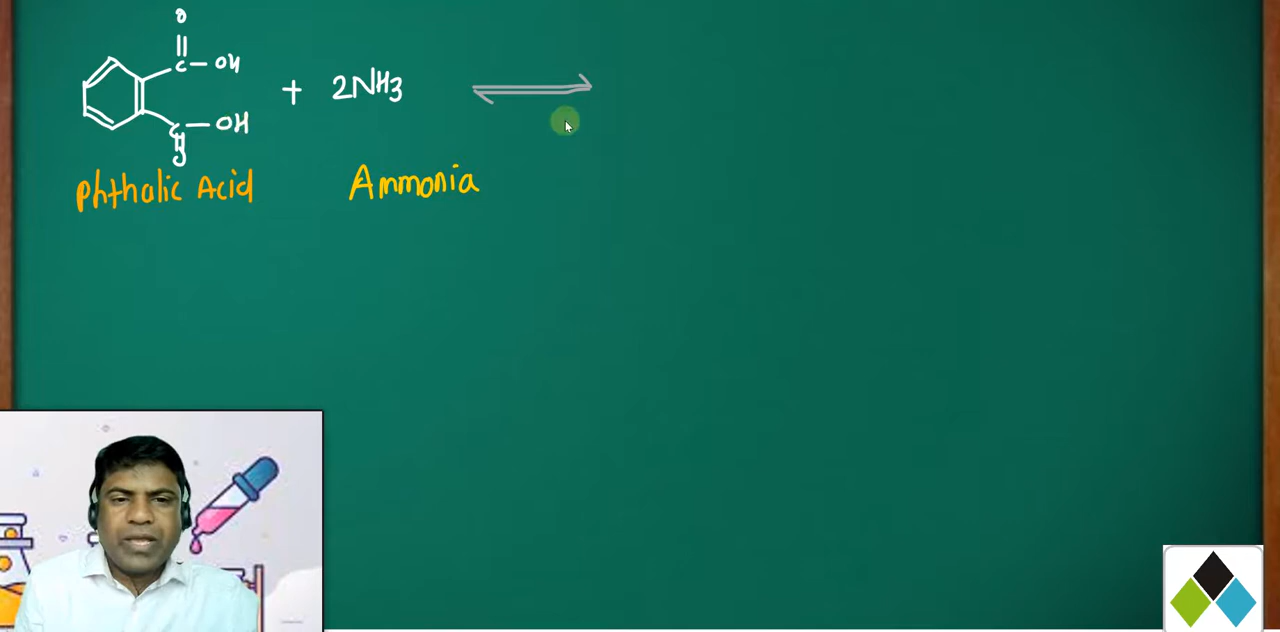 O
C-OH
+ 2NH3 ⇌
C-OH
O
Phthalic Acid Ammonia